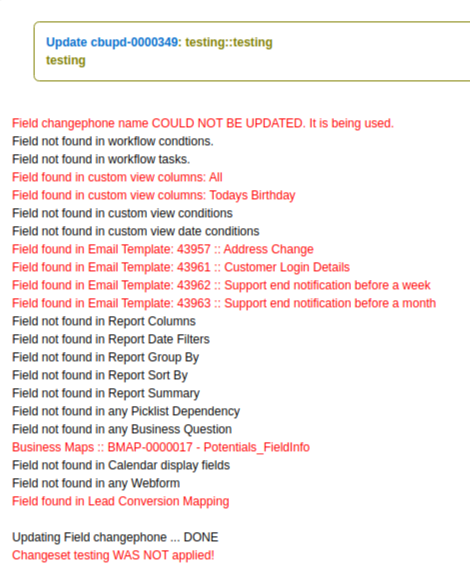 Update cbupd-0000349: testing::testing
testing
Field changephone name COULD NOT BE UPDATED. It is being used.
Field not found in workflow condtions.
Field not found in workflow tasks.
Field found in custom view columns: All
Field found in custom view columns: Todays Birthday
Field not found in custom view conditions
Field not found in custom view date conditions
Field found in Email Template: 43957 :: Address Change
Field found in Email Template: 43961 :: Customer Login Details
Field found in Email Template: 43962 :: Support end notification before a week
Field found in Email Template: 43963 :: Support end notification before a month
Field not found in Report Columns
Field not found in Report Date Filters
Field not found in Report Group By
Field not found in Report Sort By
Field not found in Report Summary
Field not found in any Picklist Dependency
Field not found in any Business Question
Business Maps :: BMAP-0000017 - Potentials_FieldInfo
Field not found in Calendar display fields
Field not found in any Webform
Field found in Lead Conversion Mapping
Updating Field changephone ... DONE
Changeset testing WAS NOT applied!